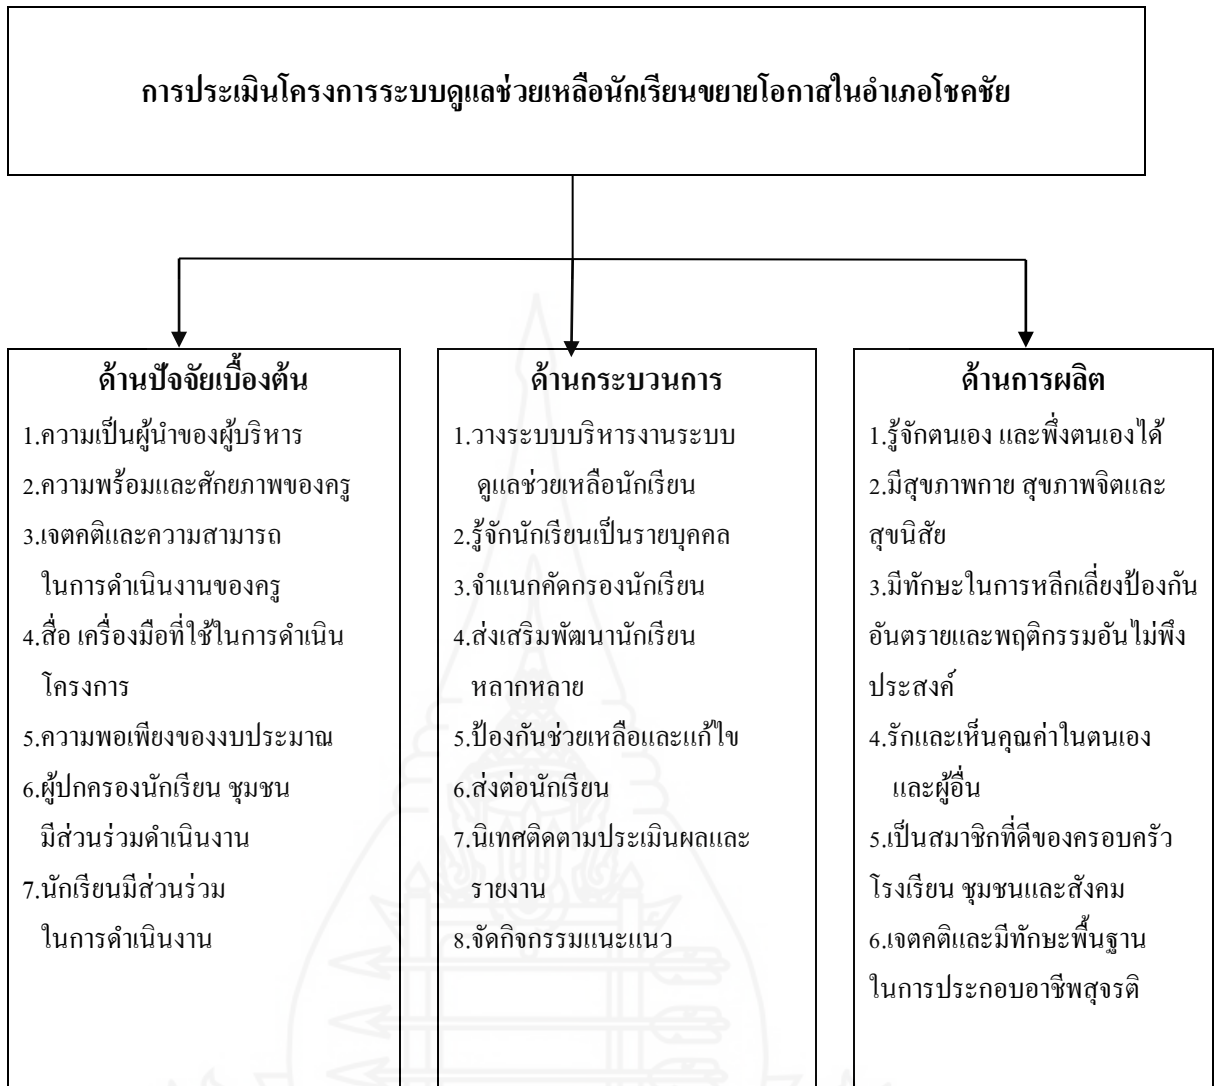 การประเมินโครงการระบบดูแลช่วยเหลือนักเรียนขยายโอกาสในอำเภอโชคชัย
ด้านปัจจัยเบื้องต้น
1.ความเป็นผู้นำของผู้บริหาร
2.ความพร้อมและศักยภาพของครู
3.เจตคติและความสามารถ
ในการดำเนินงานของครู
4.สื่อ เครื่องมือที่ใช้ในการดำเนิน
โครงการ
5.ความพอเพียงของงบประมาณ
6.ผู้ปกครองนักเรียน ชุมชน
มีส่วนร่วมดำเนินงาน
7.นักเรียนมีส่วนร่วม
ในการดำเนินงาน
ด้านกระบวนการ
1.วางระบบบริหารงานระบบ
ดูแลช่วยเหลือนักเรียน
2.รู้จักนักเรียนเป็นรายบุคคล
3.จำแนกคัดกรองนักเรียน
4.ส่งเสริมพัฒนานักเรียน
หลากหลาย
5.ป้องกันช่วยเหลือและแก้ไข
6.ส่งต่อนักเรียน
7.นิเทศติดตามประเมินผลและ
รายงาน
8.จัดกิจกรรมแนะแนว
ด้านการผลิต
1.รู้จักตนเอง และพึ่งตนเองได้
2.มีสุขภาพกาย สุขภาพจิตและ
สุขนิสัย
3.มีทักษะในการหลีกเลี่ยงป้องกัน
อันตรายและพฤติกรรมอันไม่พึง
ประสงค์
4.รักและเห็นคุณค่าในตนเอง
และผู้อื่น
5.เป็นสมาชิกที่ดีของครอบครัว
โรงเรียน ชุมชนและสังคม
6.เจตคติและมีทักษะพื้นฐาน
ในการประกอบอาชีพสุจรติ